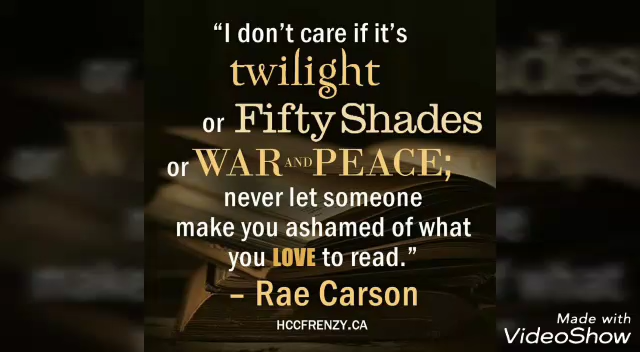 “I don’t care if it’s
twilight
or Fifty Shades
or WAR AND PEACE;
never let someone
make you ashamed of what
you LOVE to read.”
– Rae Carson
HCCFRENZY.CA
Made with
VideoShow